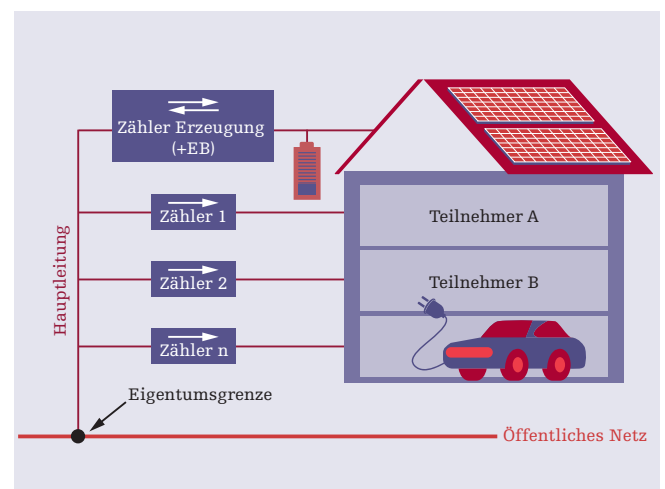 Zähler Erzeugung
(+EB)
Zähler 1
Teilnehmer A
Hauptleitung
Zähler 2
Teilnehmer B
Zähler n
Eigentumsgrenze
Öffentliches Netz